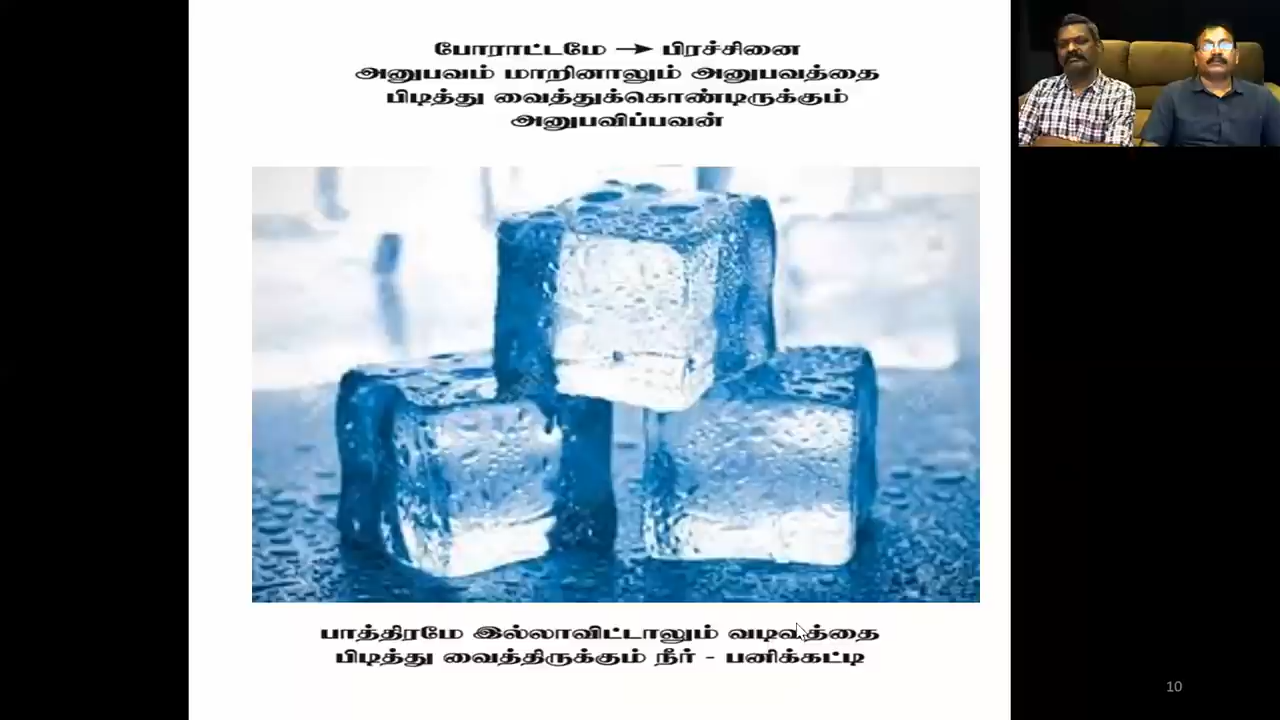 போராட்டமே → பிரச்சினை
அனுபவம் மாறினாலும் அனுபவத்தை
பிடித்து வைத்துக்கொண்டிருக்கும்
அனுபவிப்பவன்
பாத்திரமே இல்லாவிட்டாலும் வடிவத்தை
பிடித்து வைத்திருக்கும் நீர் - பனிக்கட்டி
10